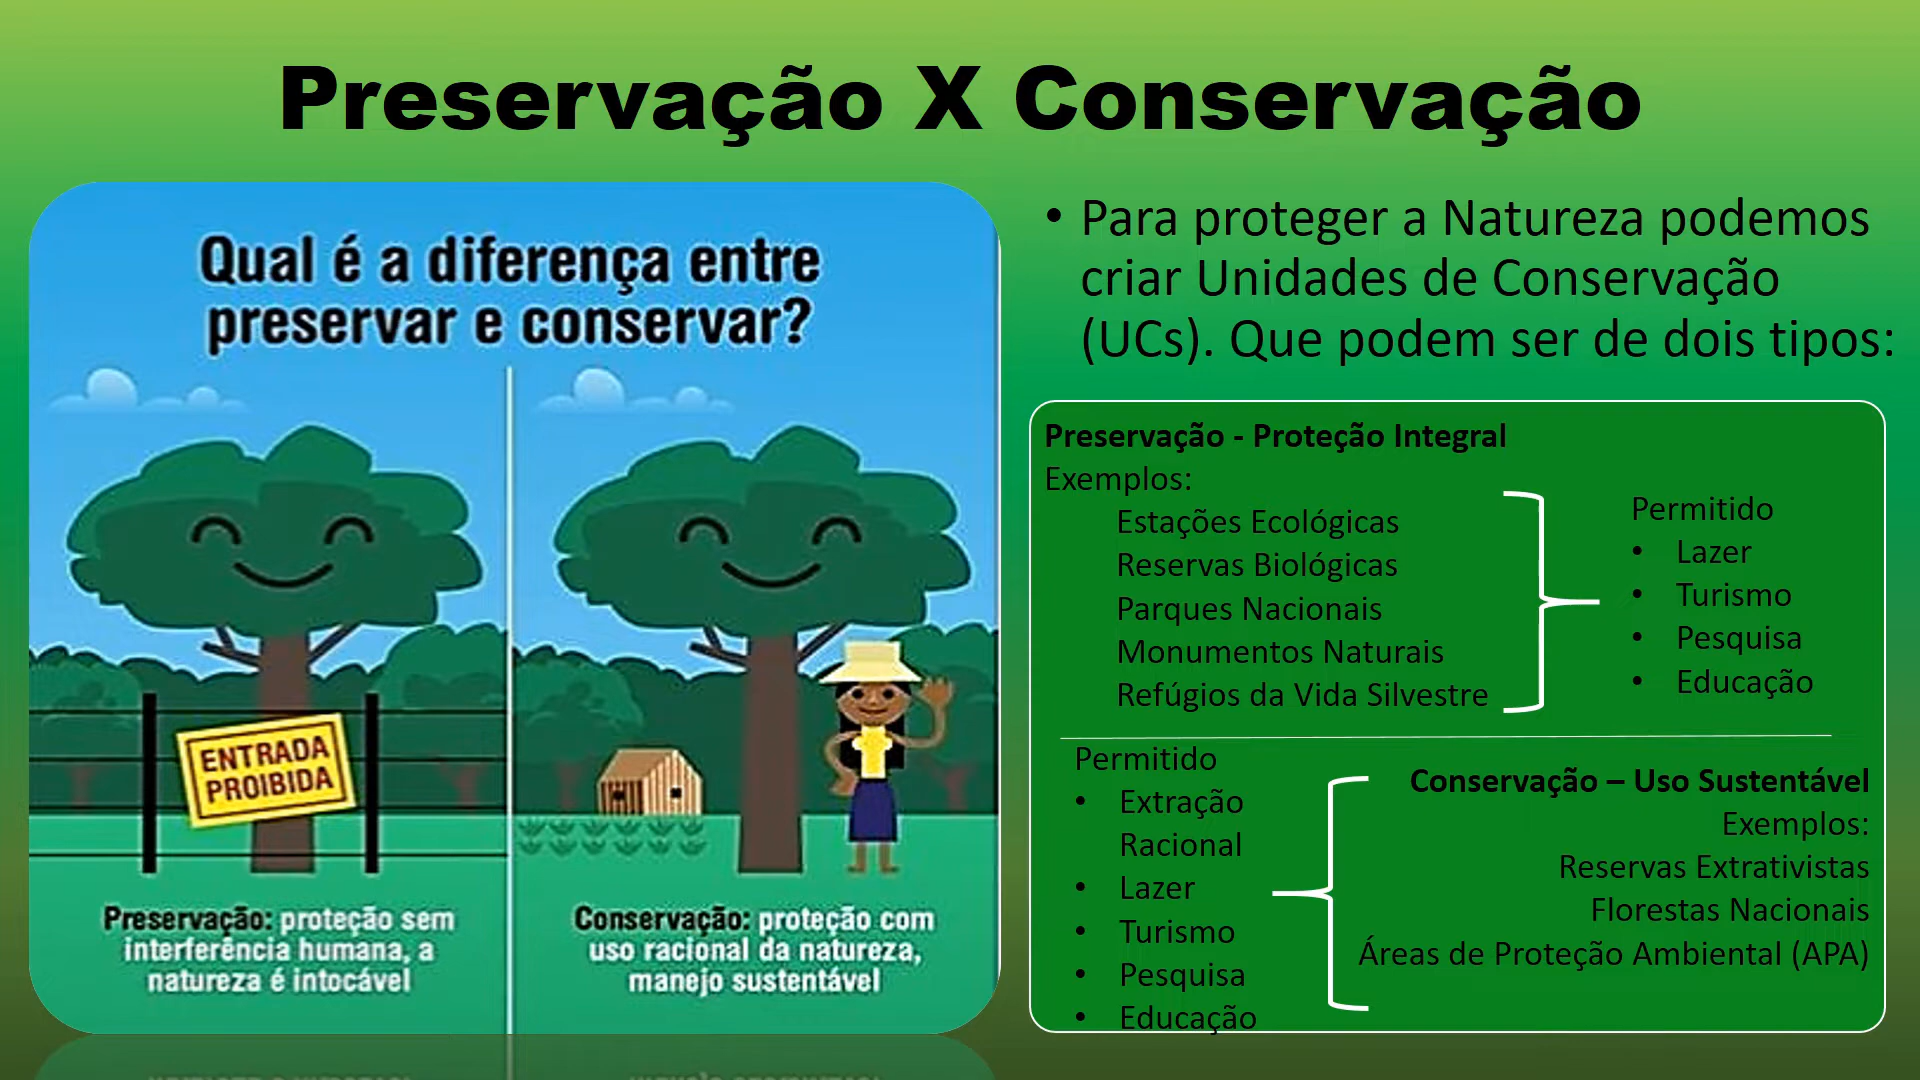 Preservação X Conservação
Qual é a diferença entre
preservar e conservar?
ENTRADA
PROIBIDA
Preservação: proteção sem
interferência humana, a
natureza é intocável
Conservação: proteção com
uso racional da natureza,
manejo sustentável
• Para proteger a Natureza podemos
criar Unidades de Conservação
(UCs). Que podem ser de dois tipos:
Preservação - Proteção Integral
Exemplos:
Estações Ecológicas
Reservas Biológicas
Parques Nacionais
Monumentos Naturais
Refúgios da Vida Silvestre
Permitido
• Lazer
• Turismo
• Pesquisa
• Educação
Permitido
• Extração
Racional
• Lazer
• Turismo
• Pesquisa
• Educação
Conservação – Uso Sustentável
Exemplos:
Reservas Extrativistas
Florestas Nacionais
Áreas de Proteção Ambiental (APA)